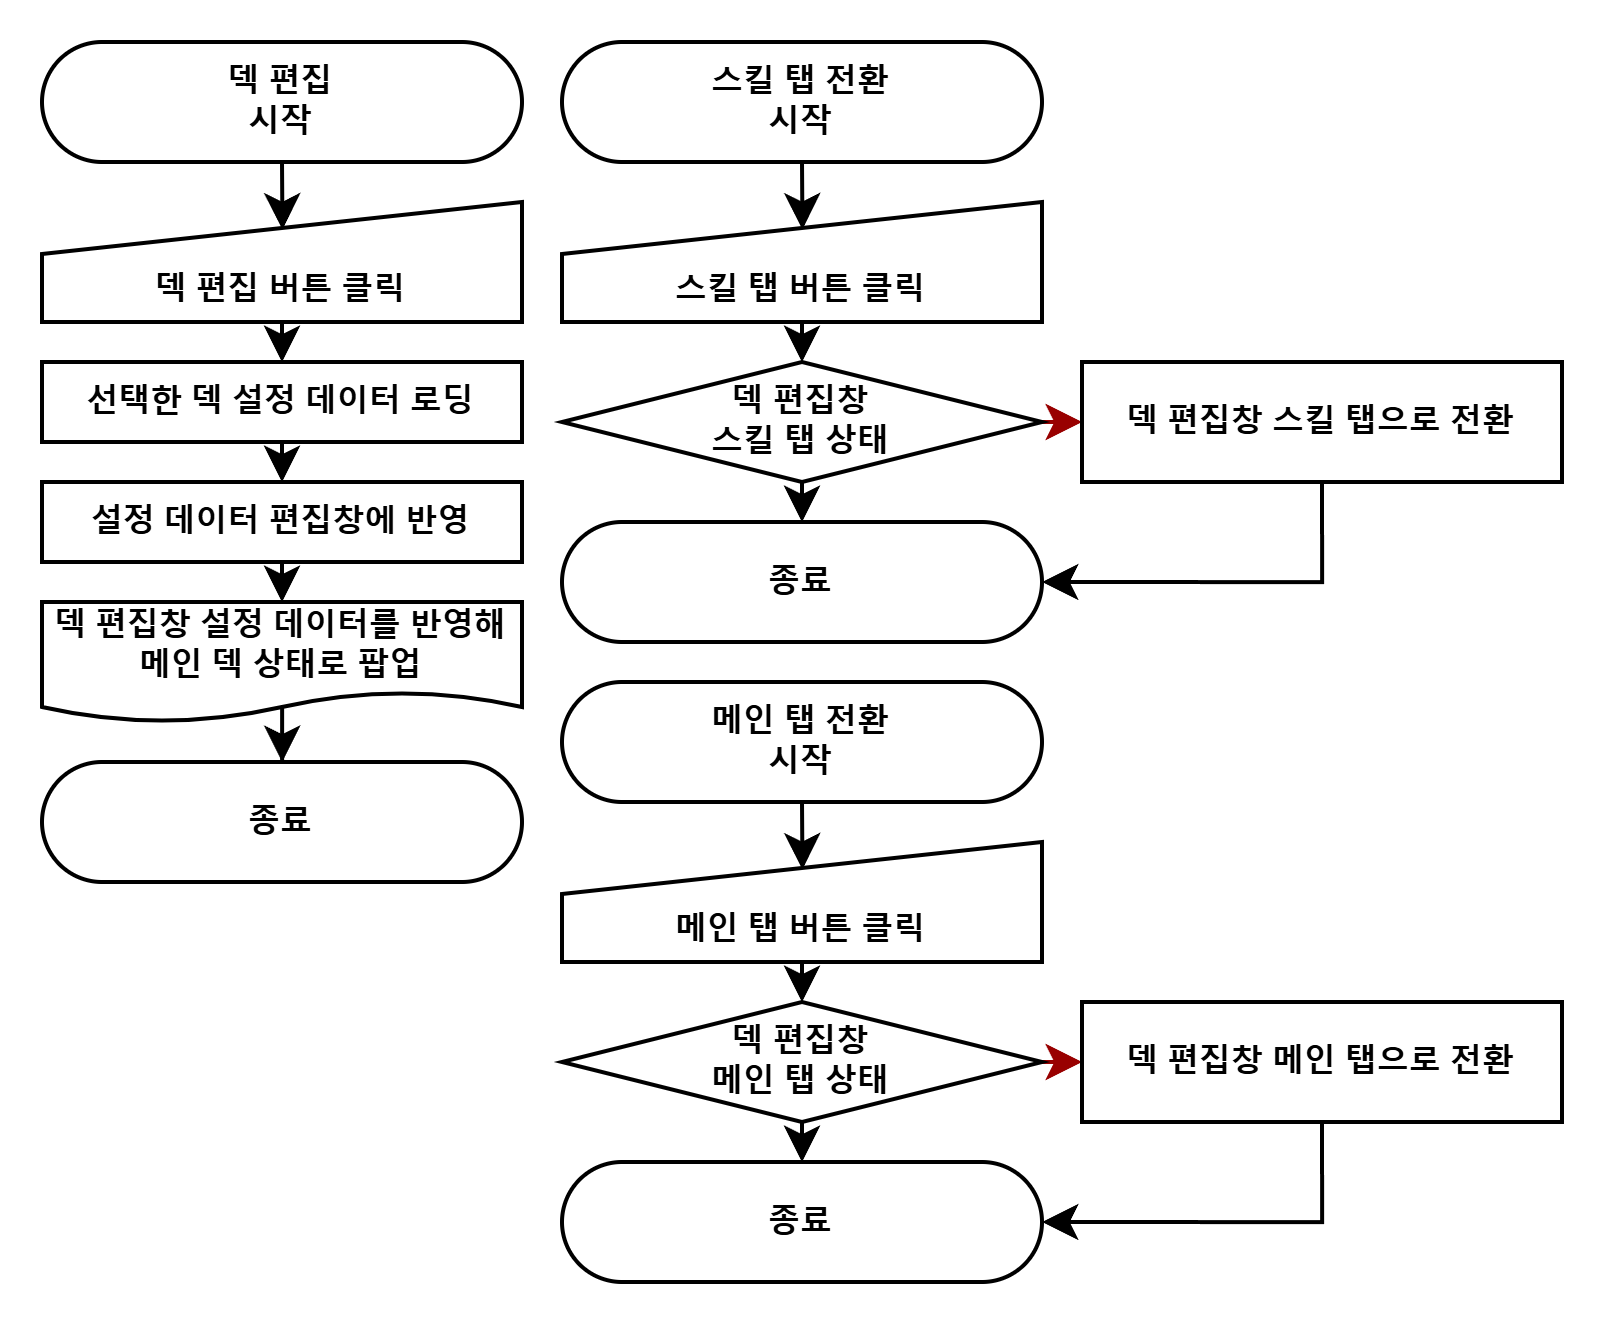 덱 편집
시작
덱 편집 버튼 클릭
선택한 덱 설정 데이터 로딩
설정 데이터 편집창에 반영
덱 편집창 설정 데이터를 반영해
메인 덱 상태로 팝업
종료
스킬 탭 전환
시작
스킬 탭 버튼 클릭
덱 편집창
스킬 탭 상태
덱 편집창 스킬 탭으로 전환
종료
메인 탭 전환
시작
메인 탭 버튼 클릭
덱 편집창
메인 탭 상태
덱 편집창 메인 탭으로 전환
종료